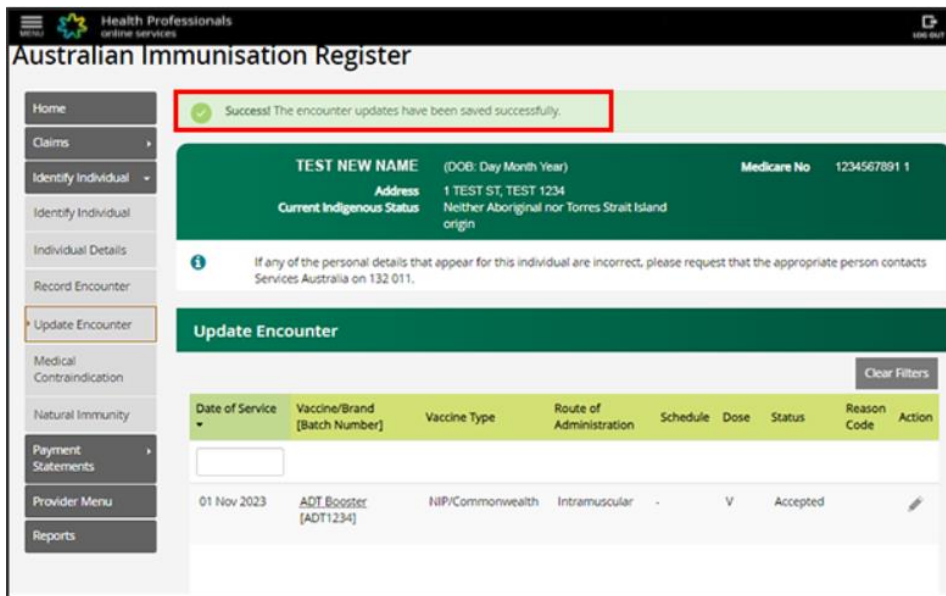 MENU
Health Professionals
online services
LOG OUT
Australian Immunisation Register
Home
Claims
Identify Individual
Identify Individual
Individual Details
Record Encounter
Update Encounter
Medical
Contraindication
Natural Immunity
Payment
Statements
Provider Menu
Reports
Success! The encounter updates have been saved successfully.
TEST NEW NAME (DOB: Day Month Year) Medicare No 1234567891 1
Address 1 TEST ST, TEST 1234
Current Indigenous Status Neither Aboriginal nor Torres Strait Island
origin
If any of the personal details that appear for this individual are incorrect, please request that the appropriate person contacts
Services Australia on 132 011.
Update Encounter
Clear Filters
Date of Service Vaccine/Brand [Batch Number] Vaccine Type Route of Administration Schedule Dose Status Reason Code Action
01 Nov 2023 ADT Booster NIP/Commonwealth Intramuscular - V Accepted
[ADT1234]